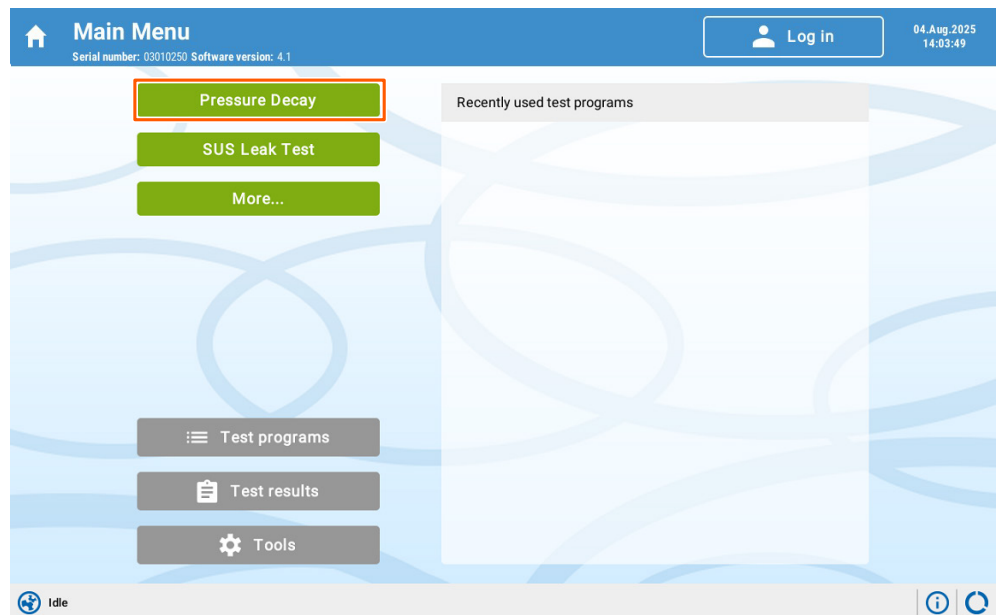 Main Menu
Serial number: 03010250 Software version: 4.1
Log in
04.Aug.2025
14:03:49
Pressure Decay
SUS Leak Test
More...
Recently used test programs
Test programs
Test results
Tools
Idle